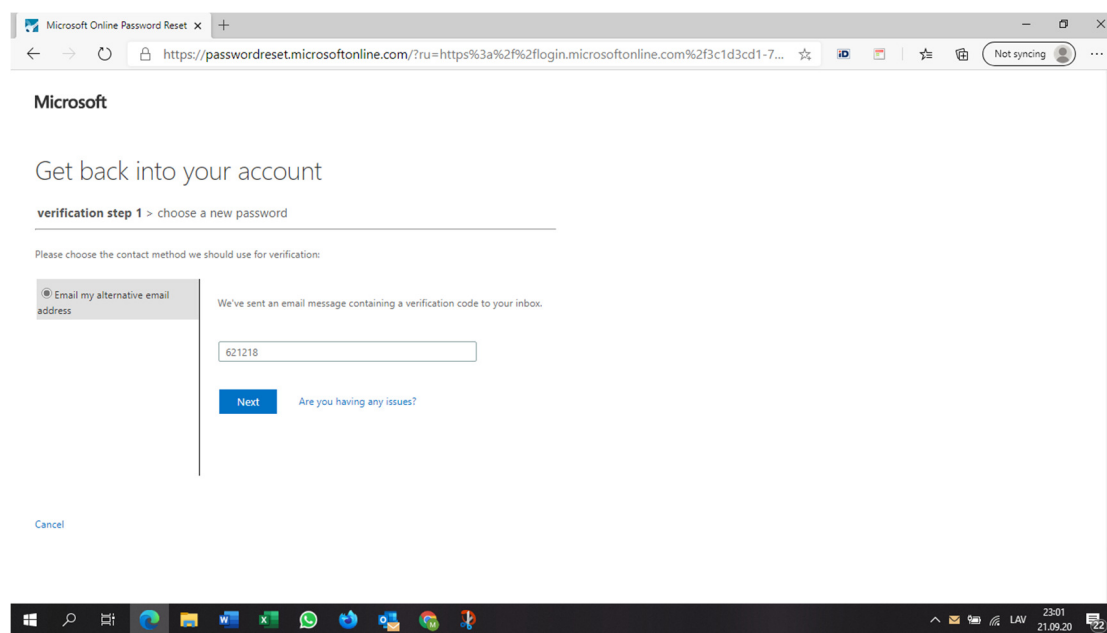 Microsoft Online Password Reset
https://passwordreset.microsoftonline.com/?ru=https%3a%2f%2flogin.microsoftonline.com%2f3c1d3cd1-7...
iD
Not syncing
Microsoft
Get back into your account
verification step 1 > choose a new password
Please choose the contact method we should use for verification:
Email my alternative email
address
We've sent an email message containing a verification code to your inbox.
621218
Next
Are you having any issues?
Cancel
LAV
23:01
21.09.20
22